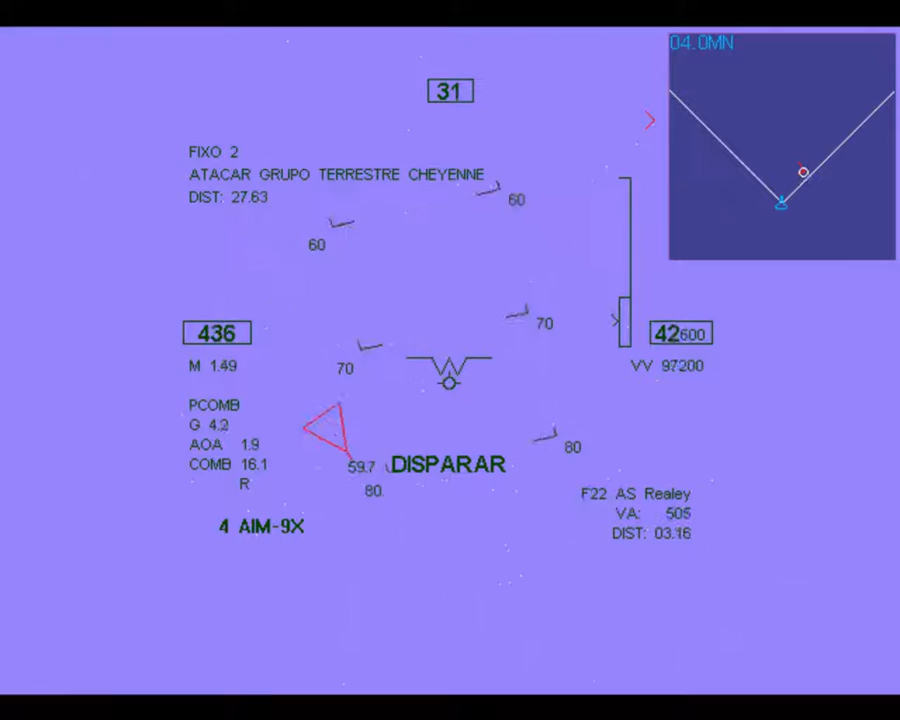 04.0MN
31
FIXO 2
ATACAR GRUPO TERRESTRE CHEYENNE
DIST: 27.63
60
60
436
42600
70
M 1.49
VV 97200
70
PCOMB
G 4.2
AOA 1.9
COMB 16.1
R
80
59.7
DISPARAR
80
F22 AS Realey
VA: 505
DIST: 03.16
4 AIM-9X